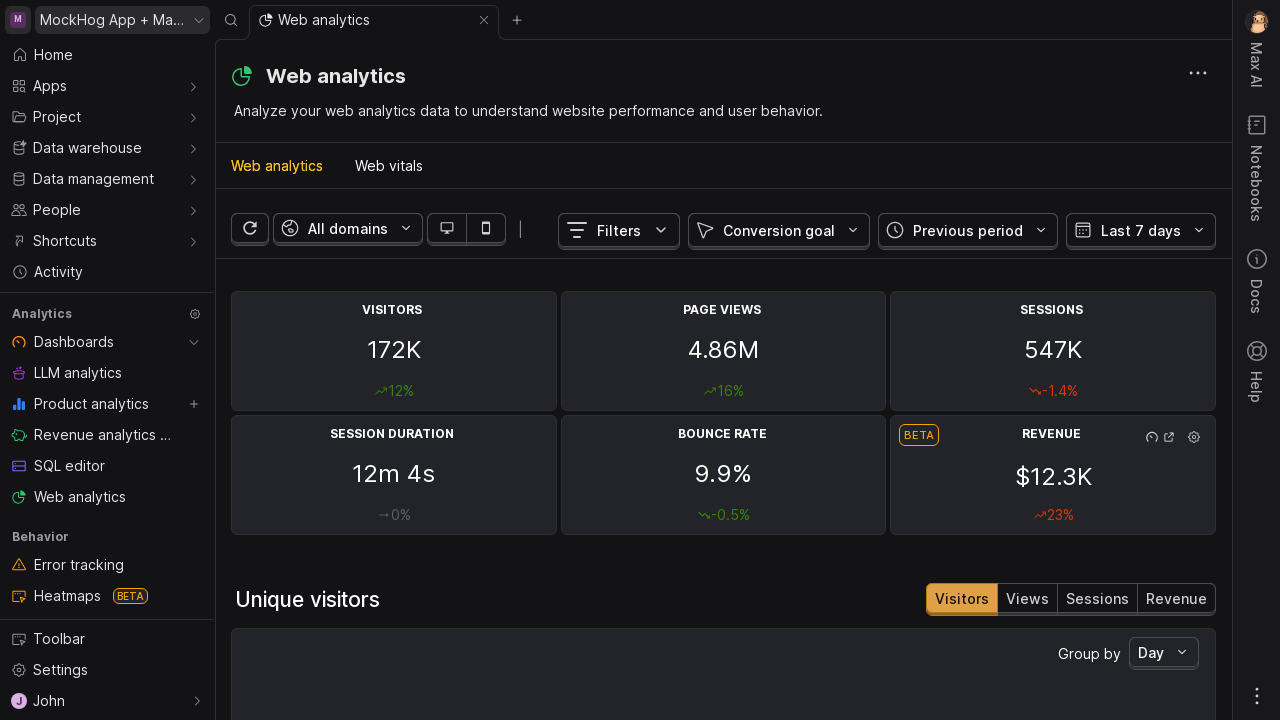 M MockHog App + Ma...
Web analytics
Home
Apps
Project
Data warehouse
Data management
People
Shortcuts
Activity
Analytics
Dashboards
LLM analytics
Product analytics
Revenue analytics ...
SQL editor
Web analytics
Behavior
Error tracking
Heatmaps BETA
Toolbar
Settings
J John
Web analytics
Analyze your web analytics data to understand website performance and user behavior.
Web analytics Web vitals
All domains Filters Conversion goal Previous period Last 7 days
VISITORS
172K
12%
PAGE VIEWS
4.86M
16%
SESSIONS
547K
-1.4%
SESSION DURATION
12m 4s
0%
BOUNCE RATE
9.9%
-0.5%
BETA REVENUE
$12.3K
23%
Unique visitors
Visitors Views Sessions Revenue
Group by Day
Max AI
Notebooks
Docs
Help